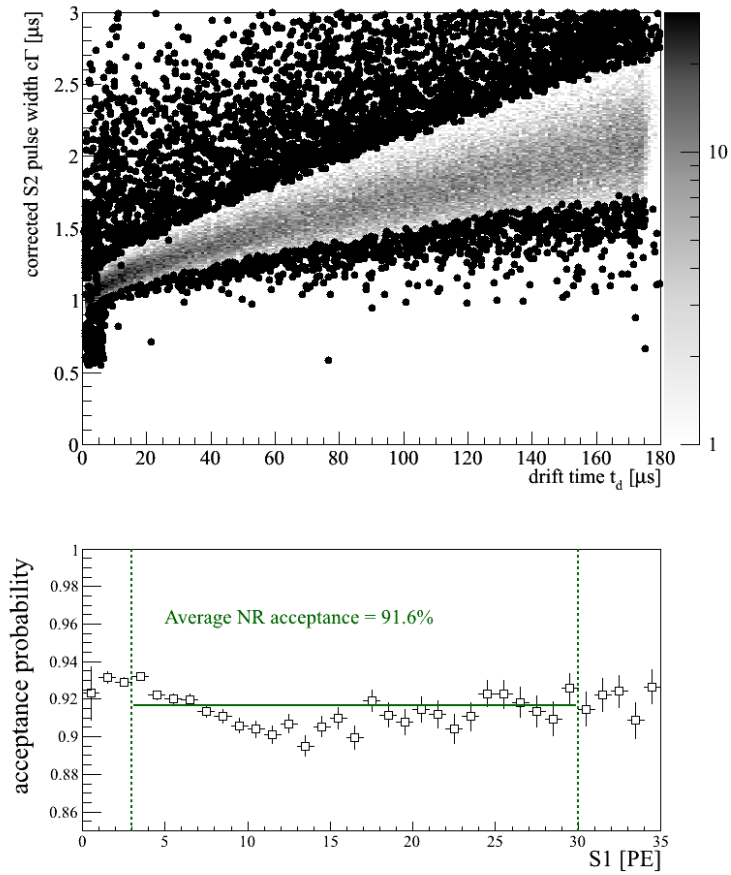 corrected S2 pulse width cΓ [µs]
3
2.5
2
1.5
1
0.5
0
0 20 40 60 80 100 120 140 160 180
drift time t_d [µs]
10
1
acceptance probability
1
0.98
0.96
0.94
0.92
0.9
0.88
0.86
Average NR acceptance = 91.6%
0 5 10 15 20 25 30 35
S1 [PE]